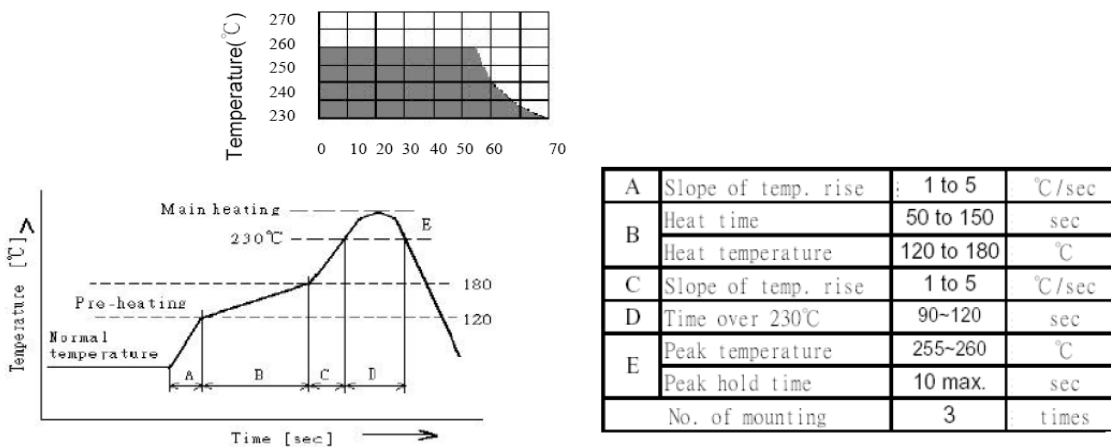 Temperature(℃)
270
260
250
240
230
0 10 20 30 40 50 60 70
Temperature [℃]
Main heating
E
230℃
180
Pre-heating
120
Normal
temperature
A B C D
Time [sec]
A Slope of temp. rise 1 to 5 ℃/sec
B Heat time 50 to 150 sec
Heat temperature 120 to 180 ℃
C Slope of temp. rise 1 to 5 ℃/sec
D Time over 230℃ 90~120 sec
E Peak temperature 255~260 ℃
Peak hold time 10 max. sec
No. of mounting 3 times